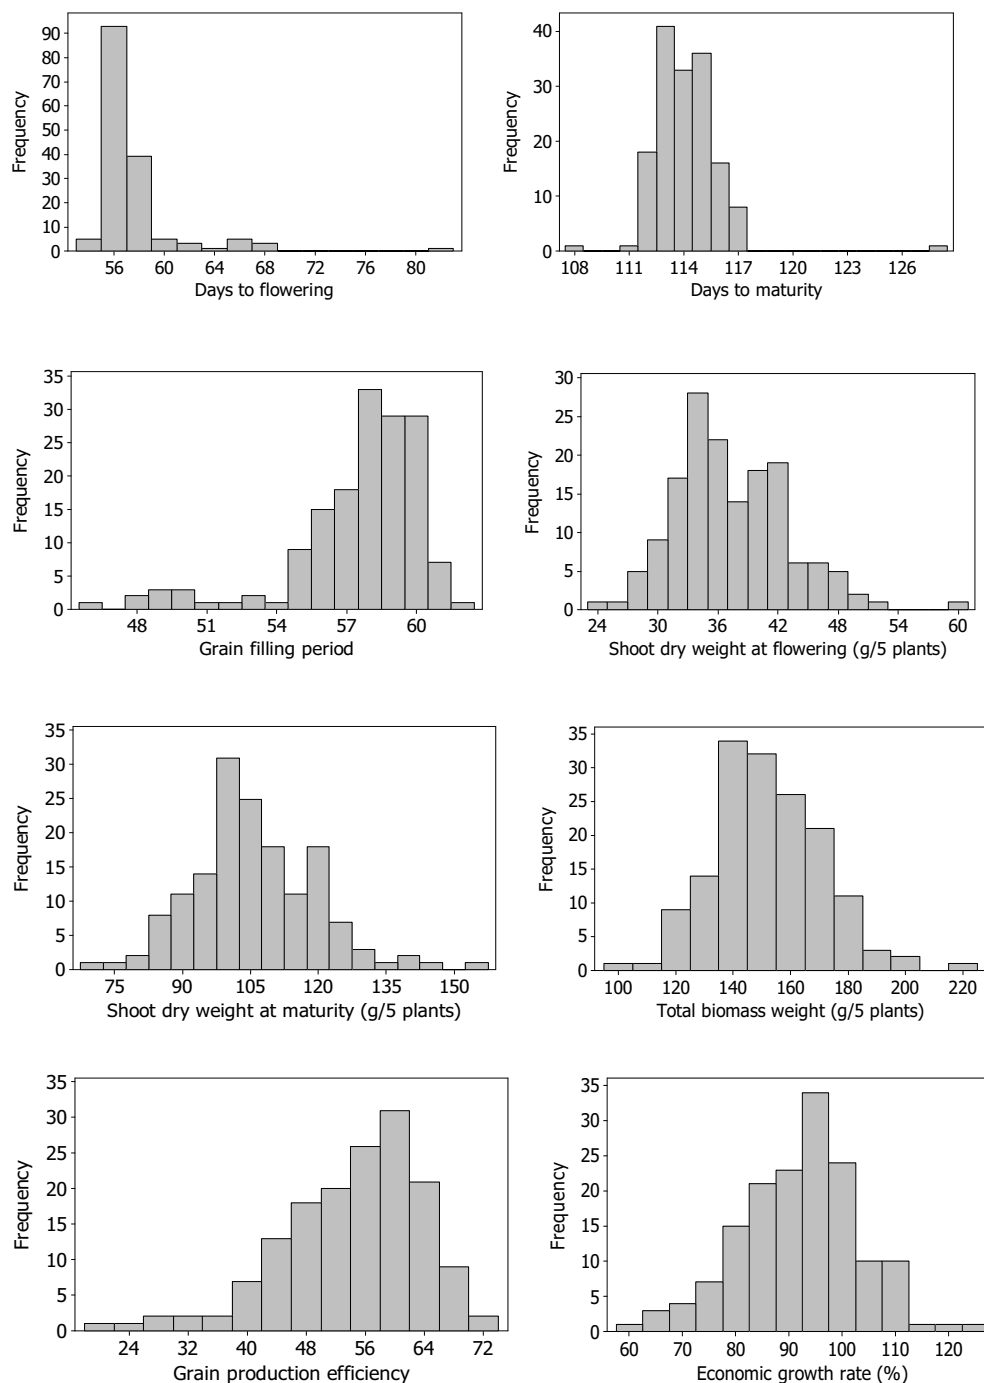 Frequency
90
80
70
60
50
40
30
20
10
0
56 60 64 68 72 76 80
Days to flowering
Frequency
40
30
20
10
0
108 111 114 117 120 123 126
Days to maturity
Frequency
35
30
25
20
15
10
5
0
48 51 54 57 60
Grain filling period
Frequency
30
25
20
15
10
5
0
24 30 36 42 48 54 60
Shoot dry weight at flowering (g/5 plants)
Frequency
35
30
25
20
15
10
5
0
75 90 105 120 135 150
Shoot dry weight at maturity (g/5 plants)
Frequency
35
30
25
20
15
10
5
0
100 120 140 160 180 200 220
Total biomass weight (g/5 plants)
Frequency
35
30
25
20
15
10
5
0
24 32 40 48 56 64 72
Grain production efficiency
Frequency
35
30
25
20
15
10
5
0
60 70 80 90 100 110 120
Economic growth rate (%)